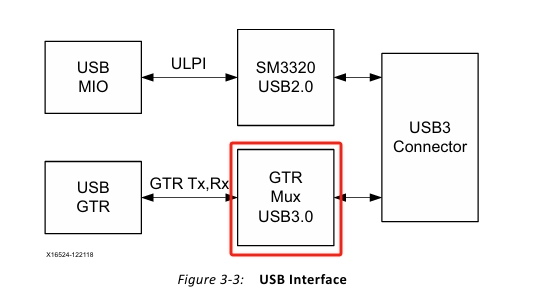 USB
MIO
ULPI
SM3320
USB2.0
USB3
Connector
USB
GTR
GTR Tx,Rx
GTR
Mux
USB3.0
X16524-122118
Figure 3-3: USB Interface